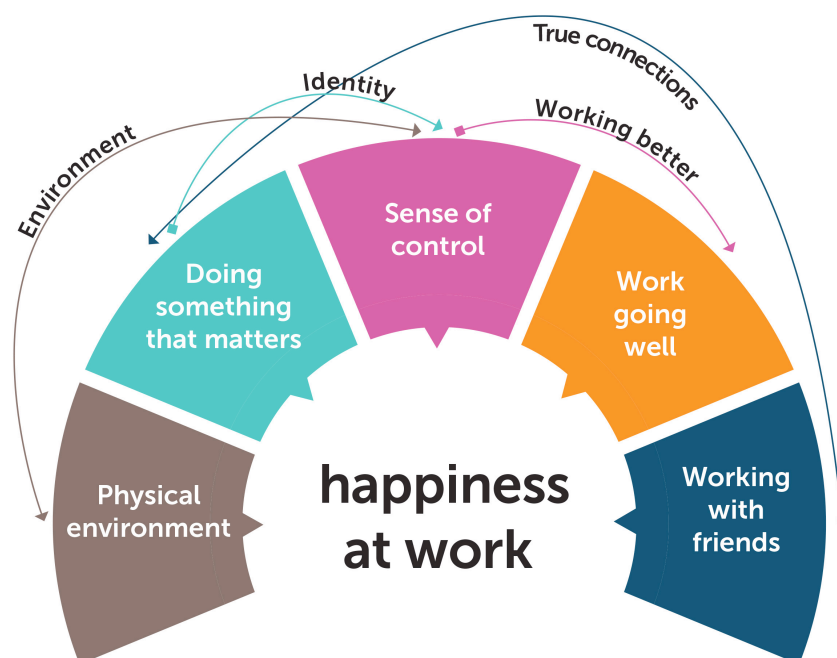 True connections
Identity
Working better
Environment
Sense of
control
Doing
something
that matters
Work
going
well
Physical
environment
Working
with
friends
happiness
at work